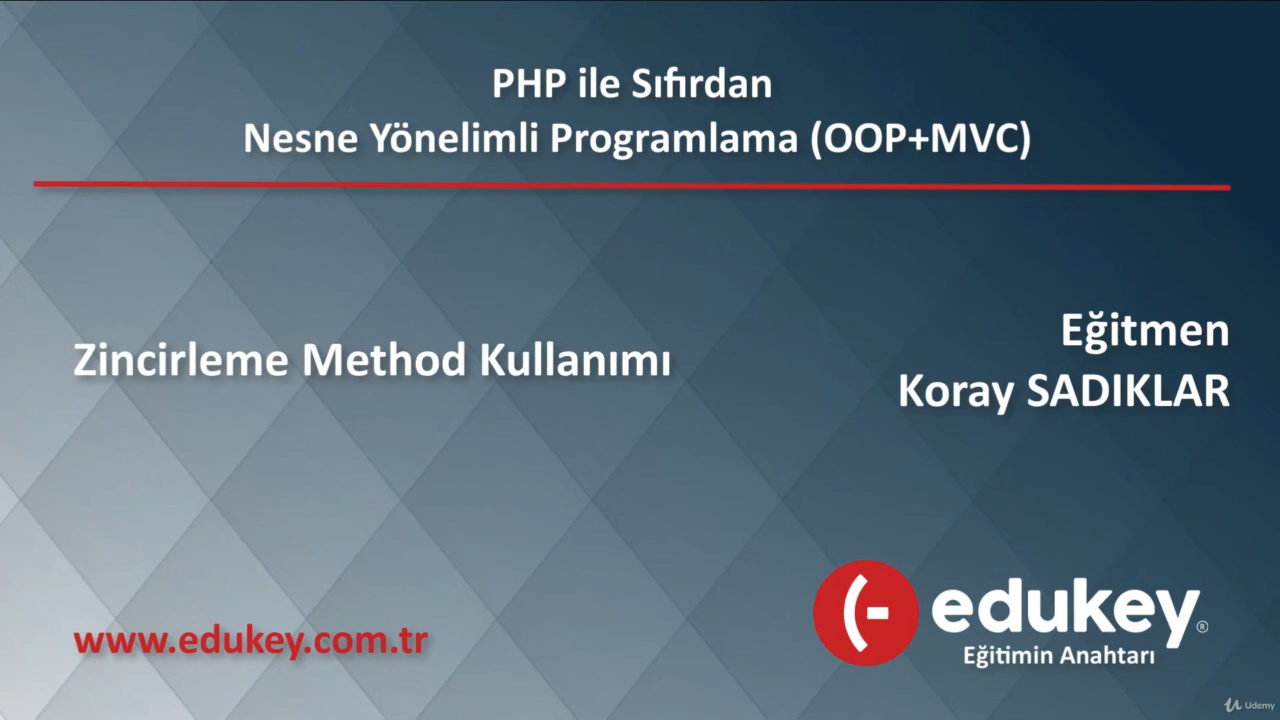 PHP ile Sıfırdan
Nesne Yönelimli Programlama (OOP+MVC)
Zincirleme Method Kullanımı
Eğitmen
Koray SADIKLAR
www.edukey.com.tr
edukey®
Eğitimin Anahtarı
Udemy